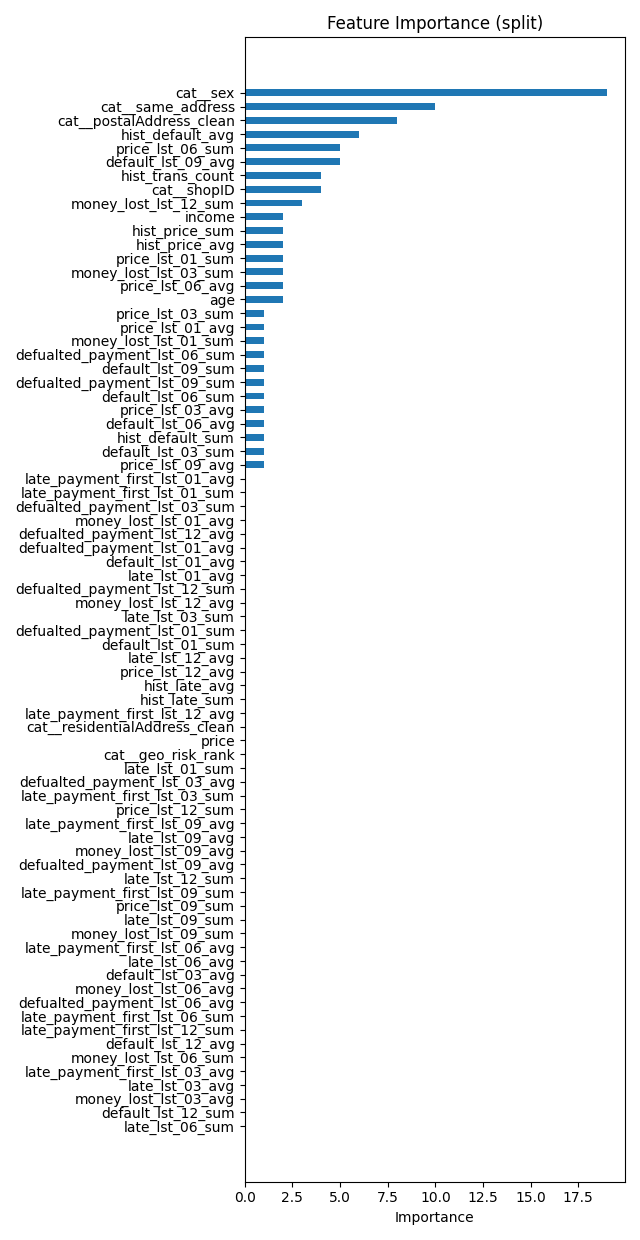 Feature Importance (split)
cat__sex
cat__same_address
cat__postalAddress_clean
hist_default_avg
price_lst_06_sum
default_lst_09_avg
hist_trans_count
cat__shopID
money_lost_lst_12_sum
income
hist_price_sum
hist_price_avg
price_lst_01_sum
money_lost_lst_03_sum
price_lst_06_avg
age
price_lst_03_sum
price_lst_01_avg
money_lost_lst_01_sum
defualted_payment_lst_06_sum
default_lst_09_sum
defualted_payment_lst_09_sum
default_lst_06_sum
price_lst_03_avg
default_lst_06_avg
hist_default_sum
default_lst_03_sum
price_lst_09_avg
late_payment_first_lst_01_avg
late_payment_first_lst_01_sum
defualted_payment_lst_03_sum
money_lost_lst_01_avg
defualted_payment_lst_12_avg
defualted_payment_lst_01_avg
default_lst_01_avg
late_lst_01_avg
defualted_payment_lst_12_sum
money_lost_lst_12_avg
late_lst_03_sum
defualted_payment_lst_01_sum
default_lst_01_sum
late_lst_12_avg
price_lst_12_avg
hist_late_avg
hist_late_sum
late_payment_first_lst_12_avg
cat__residentialAddress_clean
price
cat__geo_risk_rank
late_lst_01_sum
defualted_payment_lst_03_avg
late_payment_first_lst_03_sum
price_lst_12_sum
late_payment_first_lst_09_avg
late_lst_09_avg
money_lost_lst_09_avg
defualted_payment_lst_09_avg
late_lst_12_sum
late_payment_first_lst_09_sum
price_lst_09_sum
late_lst_09_sum
money_lost_lst_09_sum
late_payment_first_lst_06_avg
late_lst_06_avg
default_lst_03_avg
money_lost_lst_06_avg
defualted_payment_lst_06_avg
late_payment_first_lst_06_sum
late_payment_first_lst_12_sum
default_lst_12_avg
money_lost_lst_06_sum
late_payment_first_lst_03_avg
late_lst_03_avg
money_lost_lst_03_avg
default_lst_12_sum
late_lst_06_sum
0.0 2.5 5.0 7.5 10.0 12.5 15.0 17.5
Importance